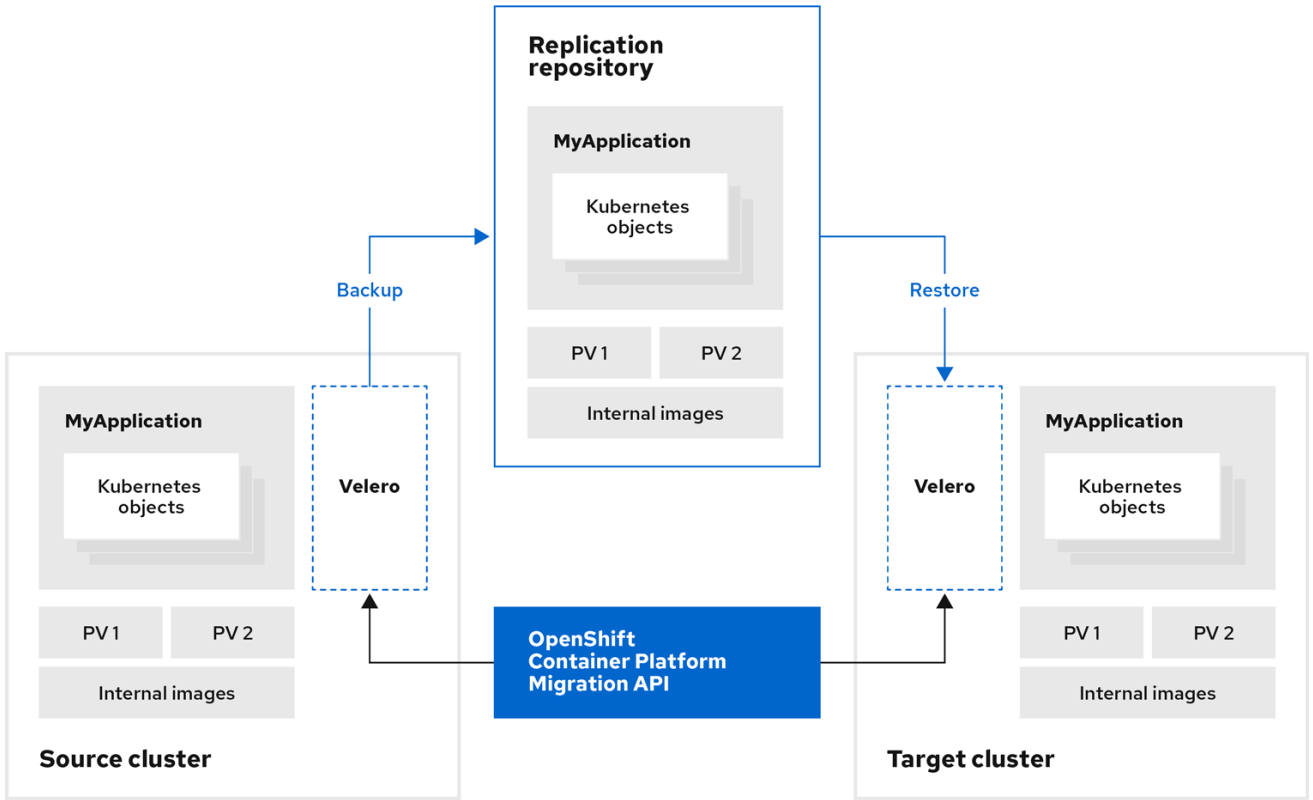 Replication
repository
MyApplication
Kubernetes
objects
PV 1
PV 2
Internal images
Backup
Restore
MyApplication
Kubernetes
objects
Velero
PV 1
PV 2
Internal images
Source cluster
OpenShift
Container Platform
Migration API
Velero
MyApplication
Kubernetes
objects
PV 1
PV 2
Internal images
Target cluster